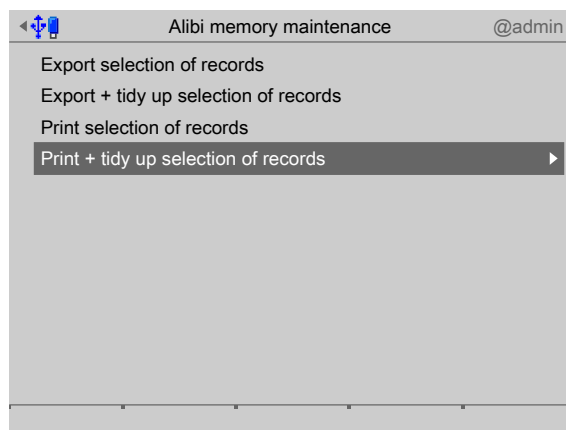 Alibi memory maintenance @admin
Export selection of records
Export + tidy up selection of records
Print selection of records
Print + tidy up selection of records